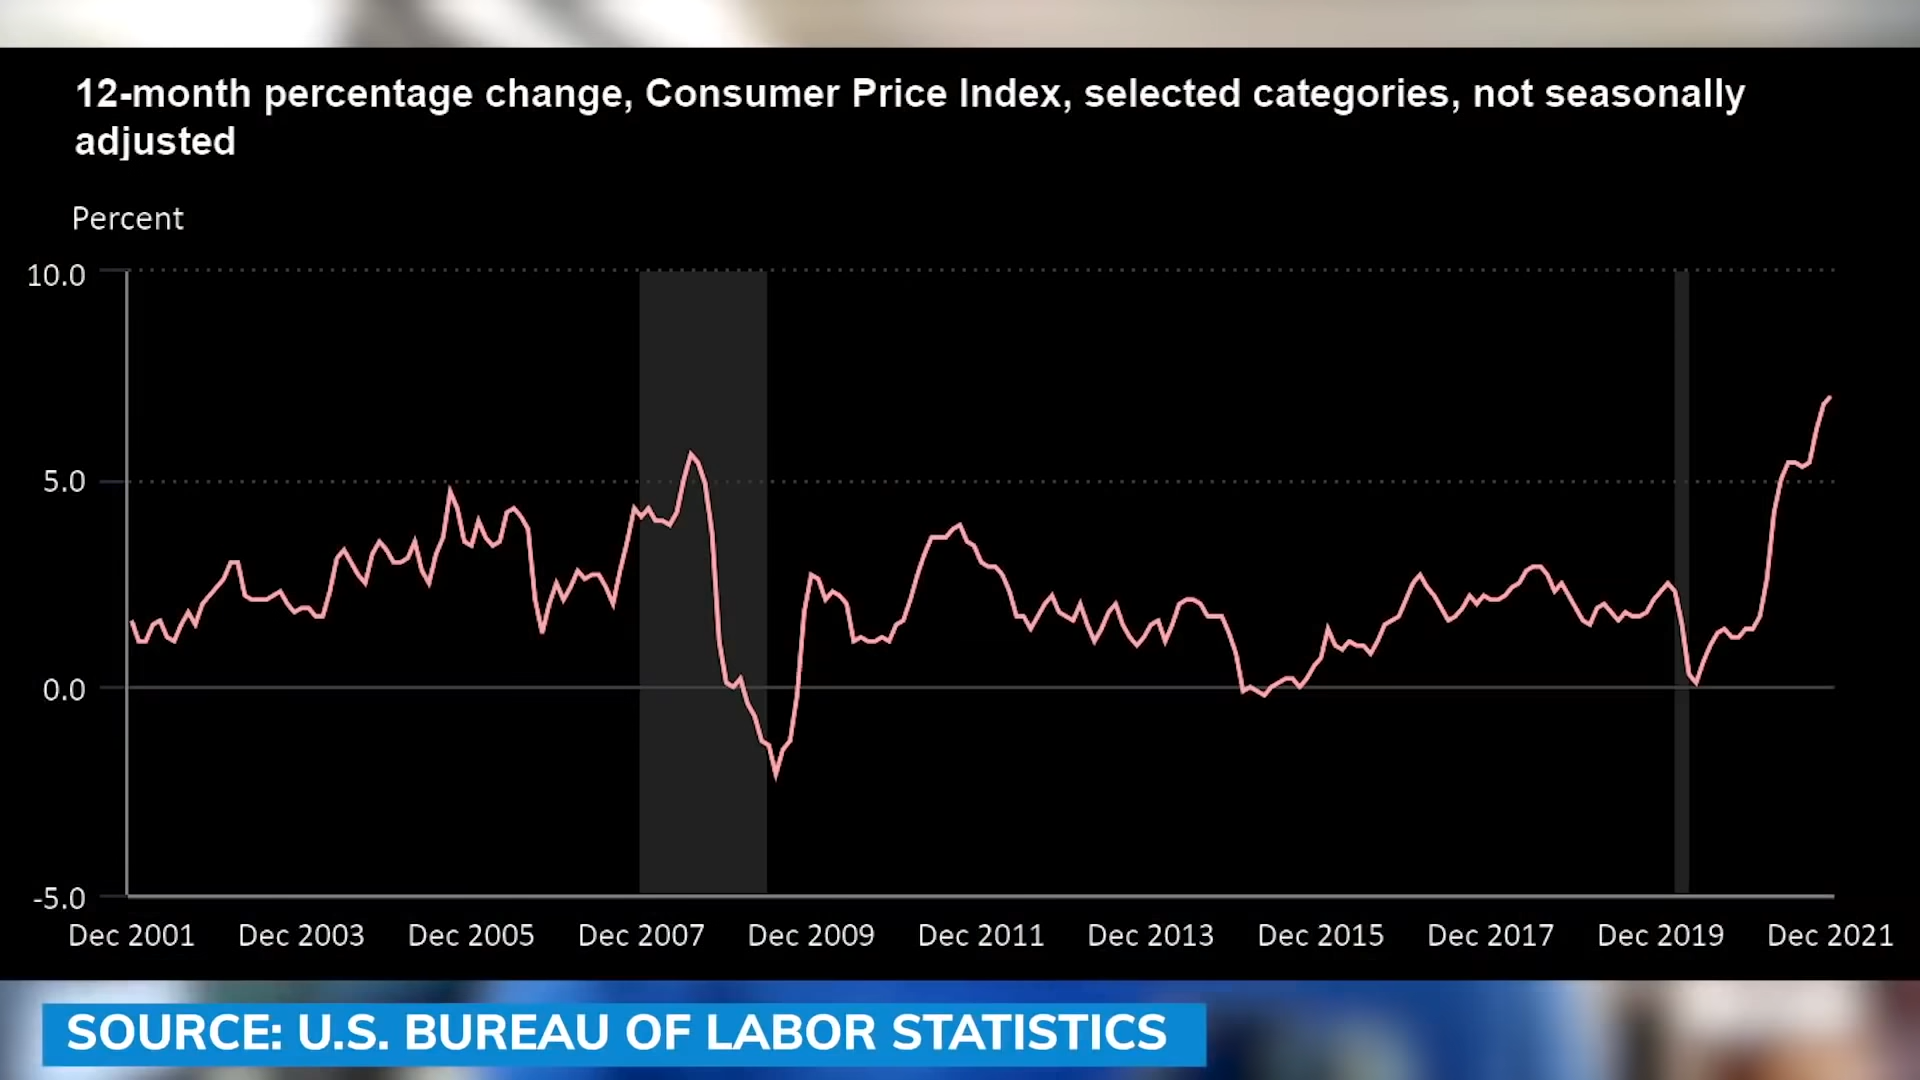 12-month percentage change, Consumer Price Index, selected categories, not seasonally
adjusted
Percent
10.0
5.0
0.0
-5.0
Dec 2001 Dec 2003 Dec 2005 Dec 2007 Dec 2009 Dec 2011 Dec 2013 Dec 2015 Dec 2017 Dec 2019 Dec 2021
SOURCE: U.S. BUREAU OF LABOR STATISTICS